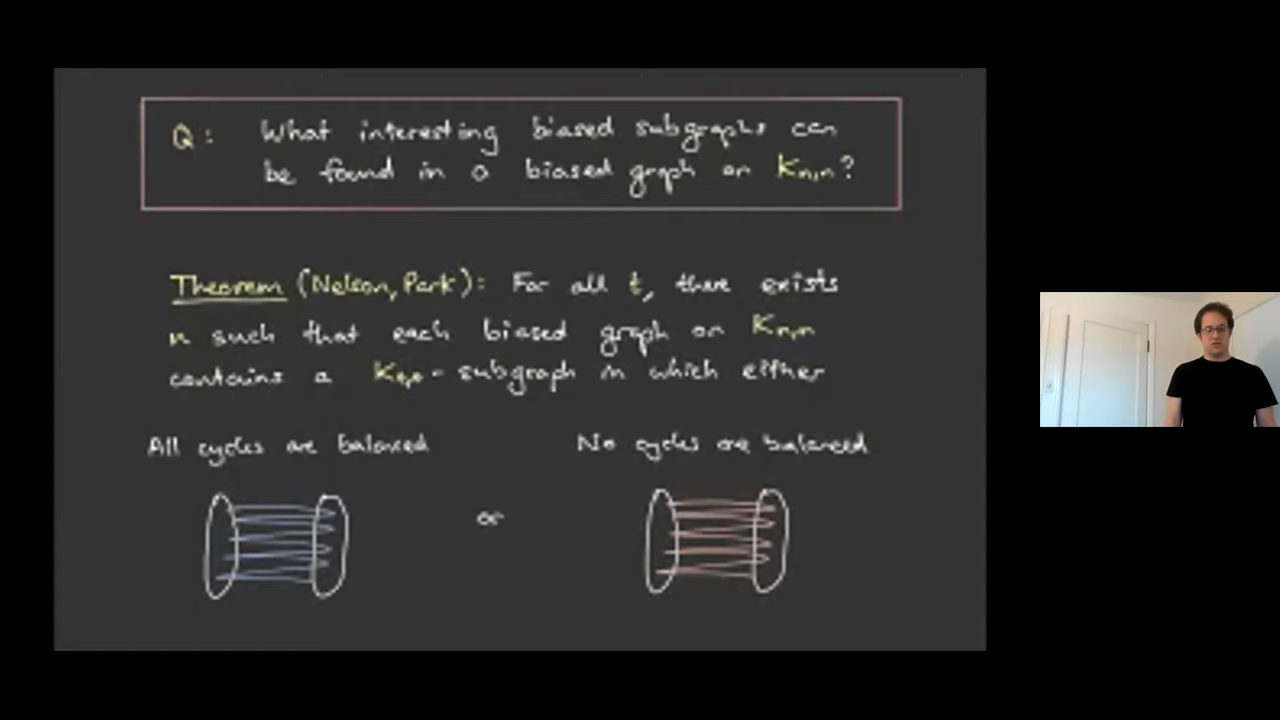 Q: What interesting biased subgraphs can
be found in a biased graph on Kn,n?
Theorem (Nelson, Park): For all t, there exists
n such that each biased graph on Kn,n
contains a Kt,t-subgraph in which either
All cycles are balanced
No cycles are balanced
or